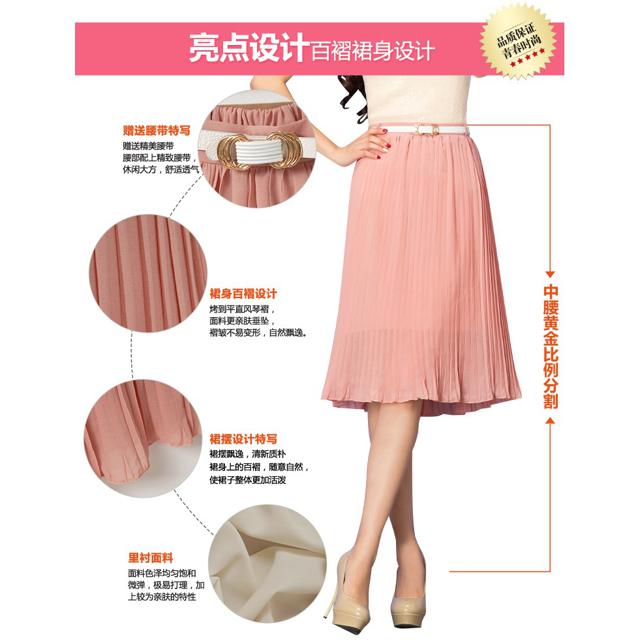 亮点设计百褶裙身设计
品质保证
青春时尚
赠送腰带特写
赠送精美腰带
腰部配上精致腰带，
休闲大方，舒适透气
裙身百褶设计
烤到平直风琴褶，
面料更亲肤垂坠，
褶皱不易变形，自然飘逸。
中腰黄金比例分割
裙摆设计特写
裙摆飘逸，清新质朴
裙身上的百褶，随意自然，
使裙子整体更加活泼
里衬面料
面料色泽均匀饱和
微弹，极易打理，加
上较为亲肤的特性